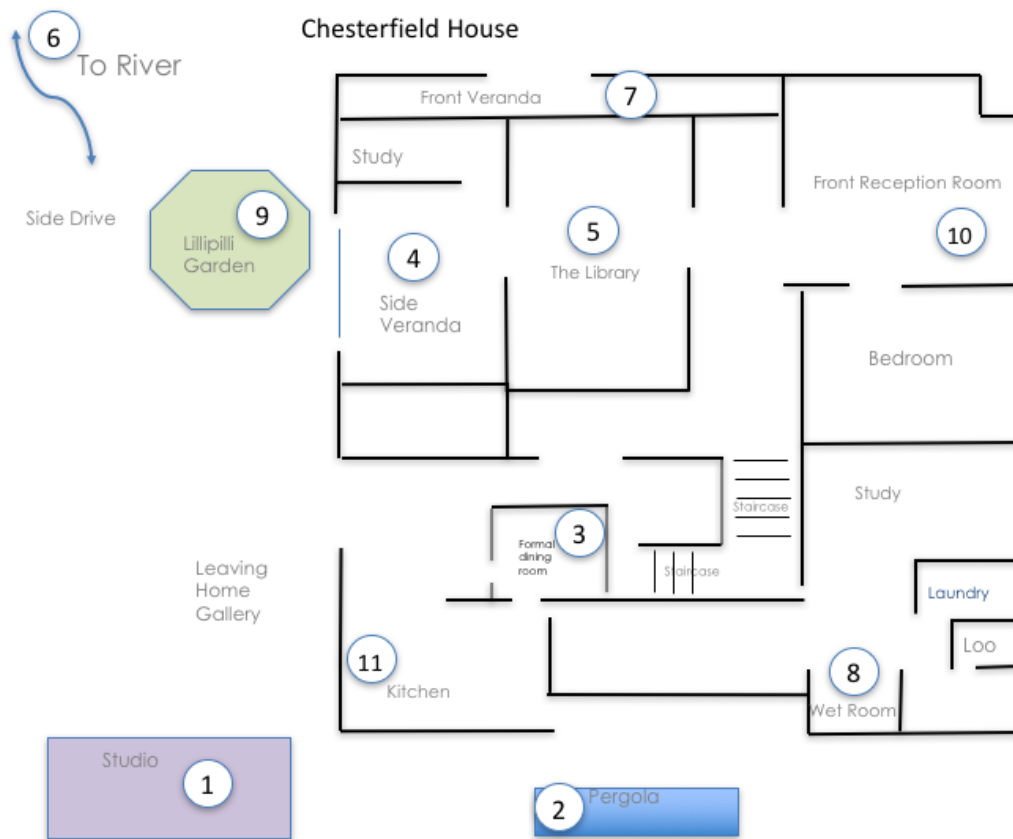 Chesterfield House
6
To River
Front Veranda
7
Study
Front Reception Room
Side Drive
9
Lillipilli
Garden
4
5
10
The Library
Side
Veranda
Bedroom
Study
Staircase
3
Formal
dining
room
Staircase
Leaving
Home
Gallery
Laundry
Loo
11
Kitchen
8
Wet Room
Studio
1
2
Pergola